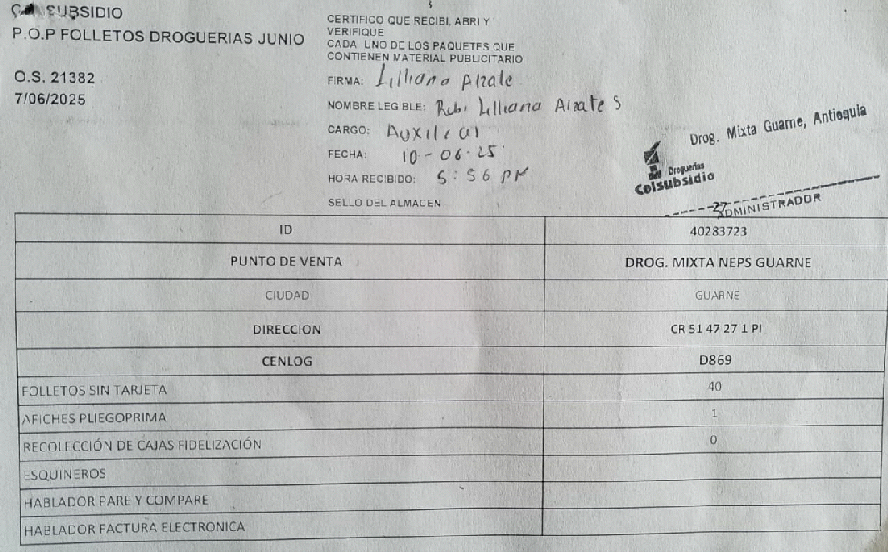 COLSUBSIDIO
P.O.P FOLLETOS DROGUERIAS JUNIO
O.S. 21382
7/06/2025
CERTIFICO QUE RECIBI, ABRI Y
VERIFIQUE
CADA UNO DE LOS PAQUETES QUE
CONTIENEN MATERIAL PUBLICITARIO
FIRMA: Lilliana
NOMBRE LEGIBLE: Rubi Lilliana S
CARGO: Auxiliar
FECHA: 10-06-25
HORA RECIBIDO: 5:56 PM
SELLO DEL ALMACEN
Drog. Mixta Guarne, Antioquia
Droguerías
Colsubsidio
27
ADMINISTRADOR
ID 40283723
PUNTO DE VENTA DROG. MIXTA NEPS GUARNE
CIUDAD GUARNE
DIRECCION CR 51 47 27 1 PI
CENLOG D869
FOLLETOS SIN TARJETA 40
AFICHES PLIEGOPRIMA 1
RECOLECCIÓN DE CAJAS FIDELIZACIÓN 0
ESQUINEROS
HABLADOR PARE Y COMPARE
HABLADOR FACTURA ELECTRONICA